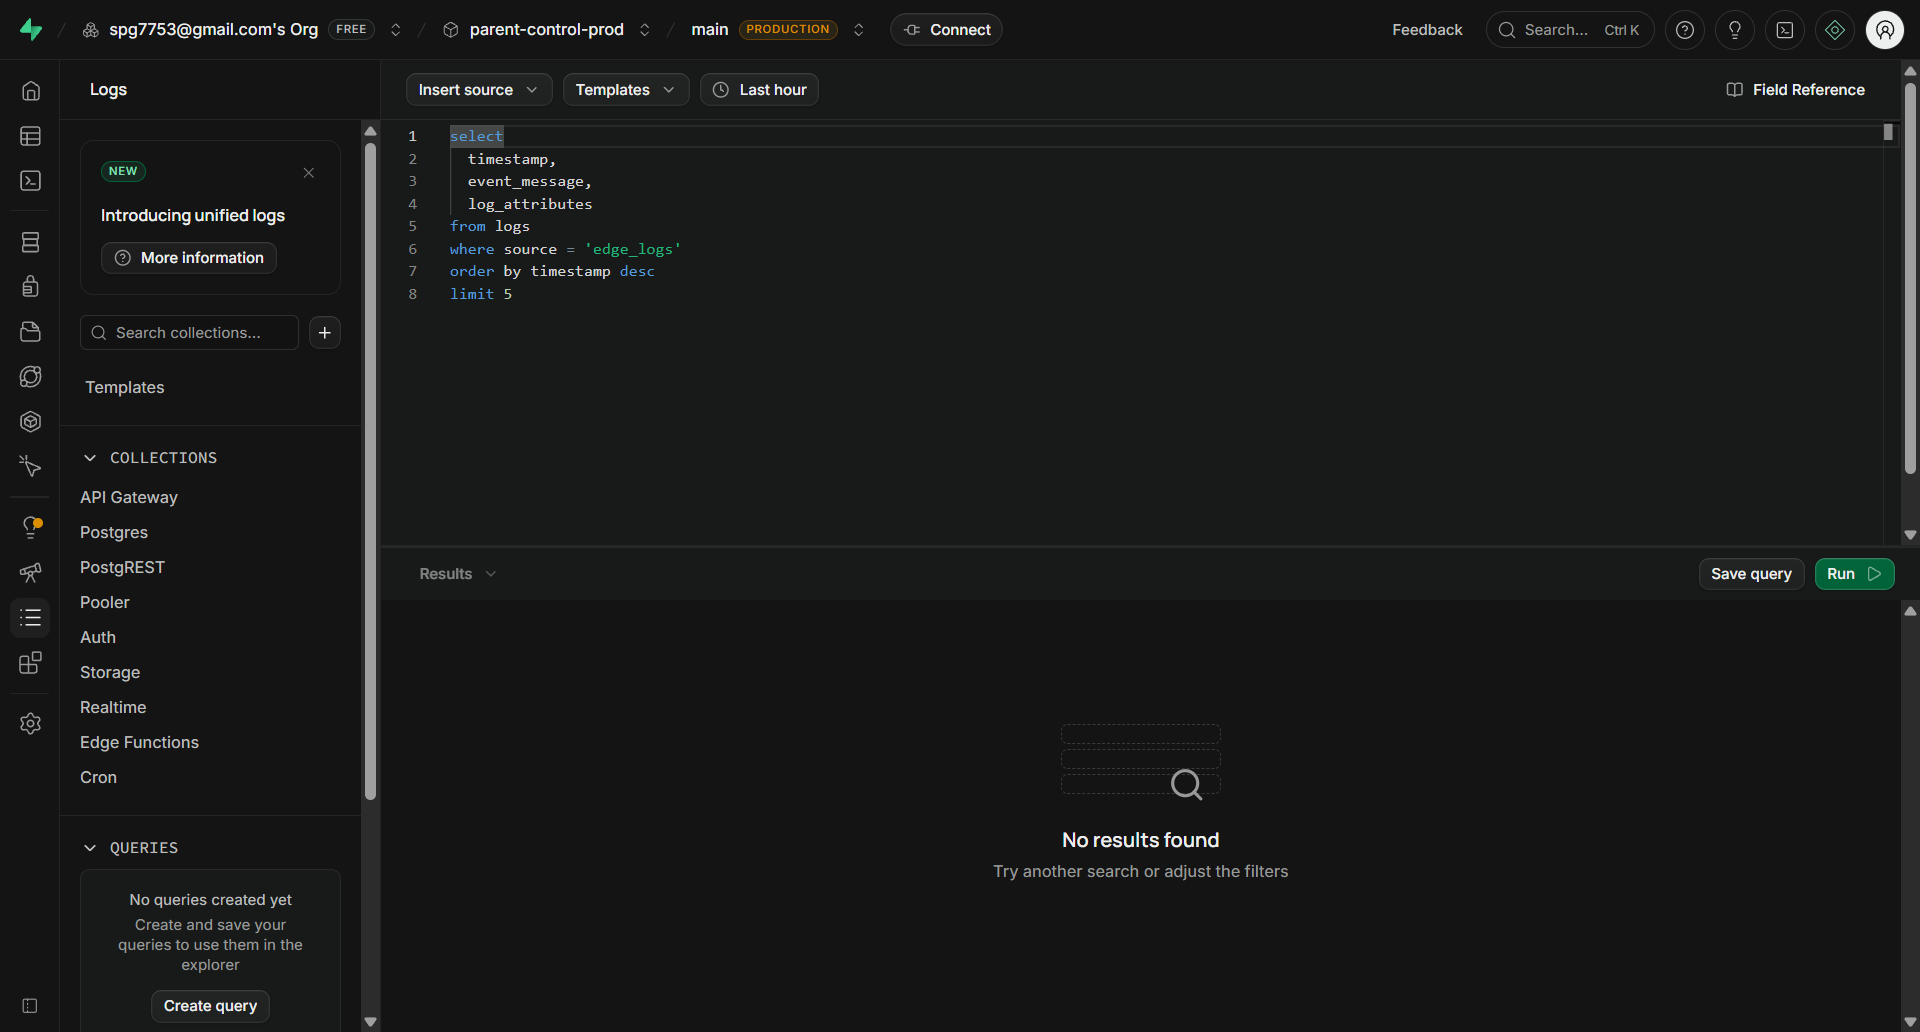 spg7753@gmail.com's Org FREE parent-control-prod main PRODUCTION Connect Feedback Search... Ctrl K
Logs
Insert source Templates Last hour Field Reference
NEW
Introducing unified logs
More information
Search collections...
Templates
COLLECTIONS
API Gateway
Postgres
PostgREST
Pooler
Auth
Storage
Realtime
Edge Functions
Cron
QUERIES
No queries created yet
Create and save your
queries to use them in the
explorer
Create query
1 select
2 timestamp,
3 event_message,
4 log_attributes
5 from logs
6 where source = 'edge_logs'
7 order by timestamp desc
8 limit 5
Results Save query Run
No results found
Try another search or adjust the filters